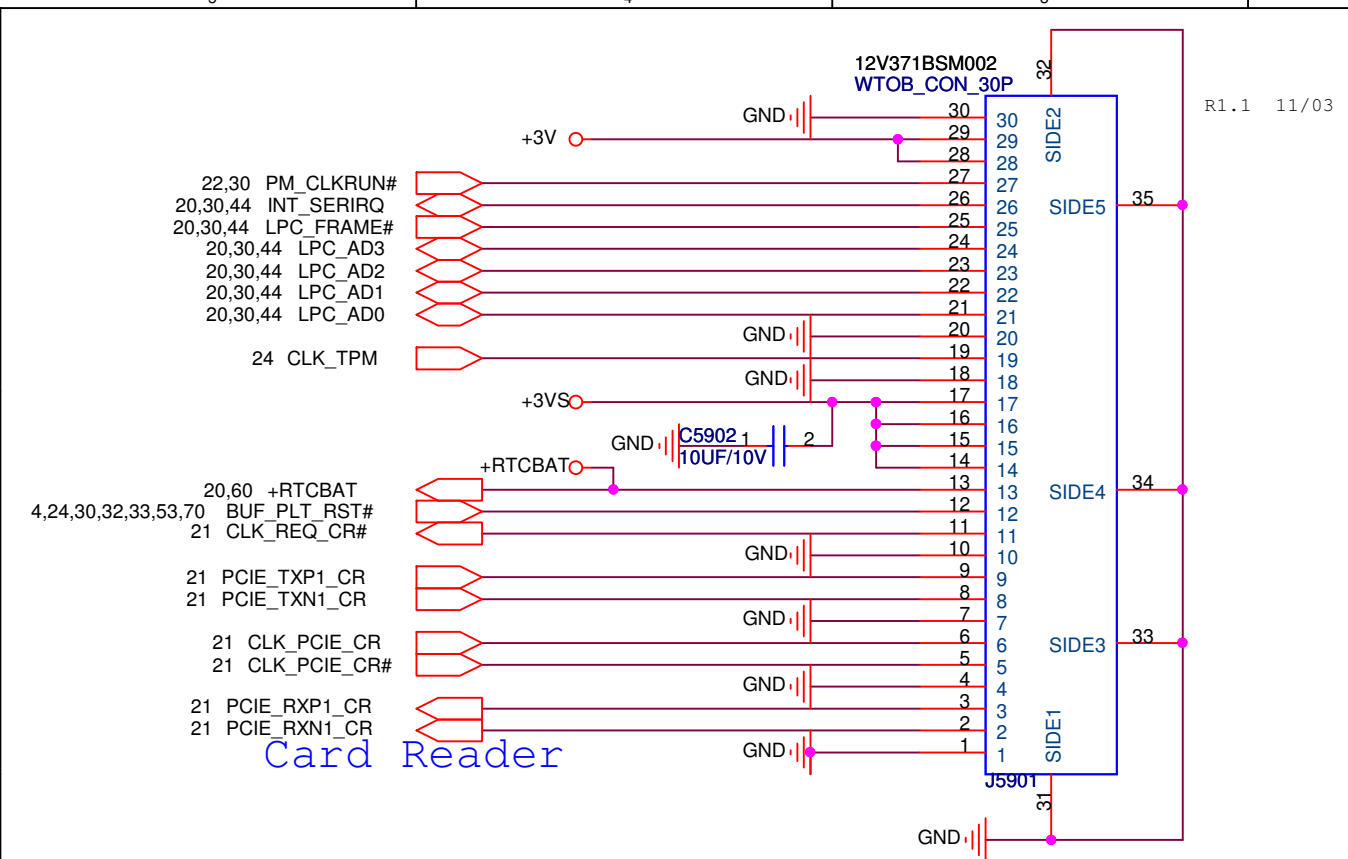 12V371BSM002
WTOB_CON_30P
R1.1 11/03
32
SIDE2
GND 30 30
+3V 29 29
28 28
22,30 PM_CLKRUN# 27 27
20,30,44 INT_SERIRQ 26 26 SIDE5 35
20,30,44 LPC_FRAME# 25 25
20,30,44 LPC_AD3 24 24
20,30,44 LPC_AD2 23 23
20,30,44 LPC_AD1 22 22
20,30,44 LPC_AD0 21 21
GND 20 20
24 CLK_TPM 19 19
GND 18 18
+3VS 17 17
16 16
GND C5902 1 2 15 15
10UF/10V
+RTCBAT 14 14
20,60 +RTCBAT 13 13 SIDE4 34
4,24,30,32,33,53,70 BUF_PLT_RST# 12 12
21 CLK_REQ_CR# 11 11
GND 10 10
21 PCIE_TXP1_CR 9 9
21 PCIE_TXN1_CR 8 8
GND 7 7
21 CLK_PCIE_CR 6 6 SIDE3 33
21 CLK_PCIE_CR# 5 5
GND 4 4
21 PCIE_RXP1_CR 3 3
21 PCIE_RXN1_CR 2 2
Card Reader GND 1 1
SIDE1
J5901
31
GND